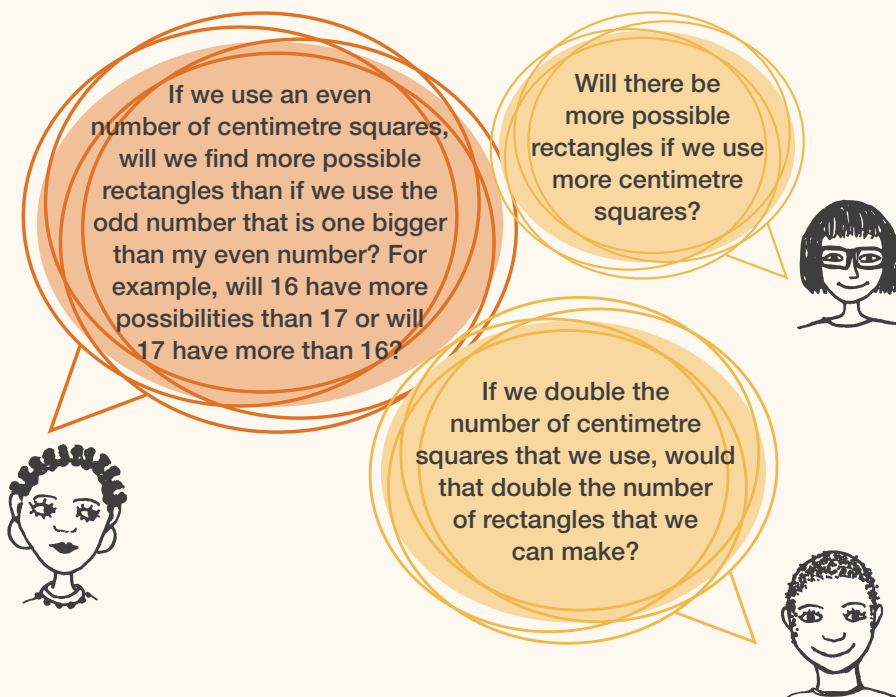 If we use an even
number of centimetre squares,
will we find more possible
rectangles than if we use the
odd number that is one bigger
than my even number? For
example, will 16 have more
possibilities than 17 or will
17 have more than 16?
Will there be
more possible
rectangles if we use
more centimetre
squares?
If we double the
number of centimetre
squares that we use, would
that double the number
of rectangles that we
can make?